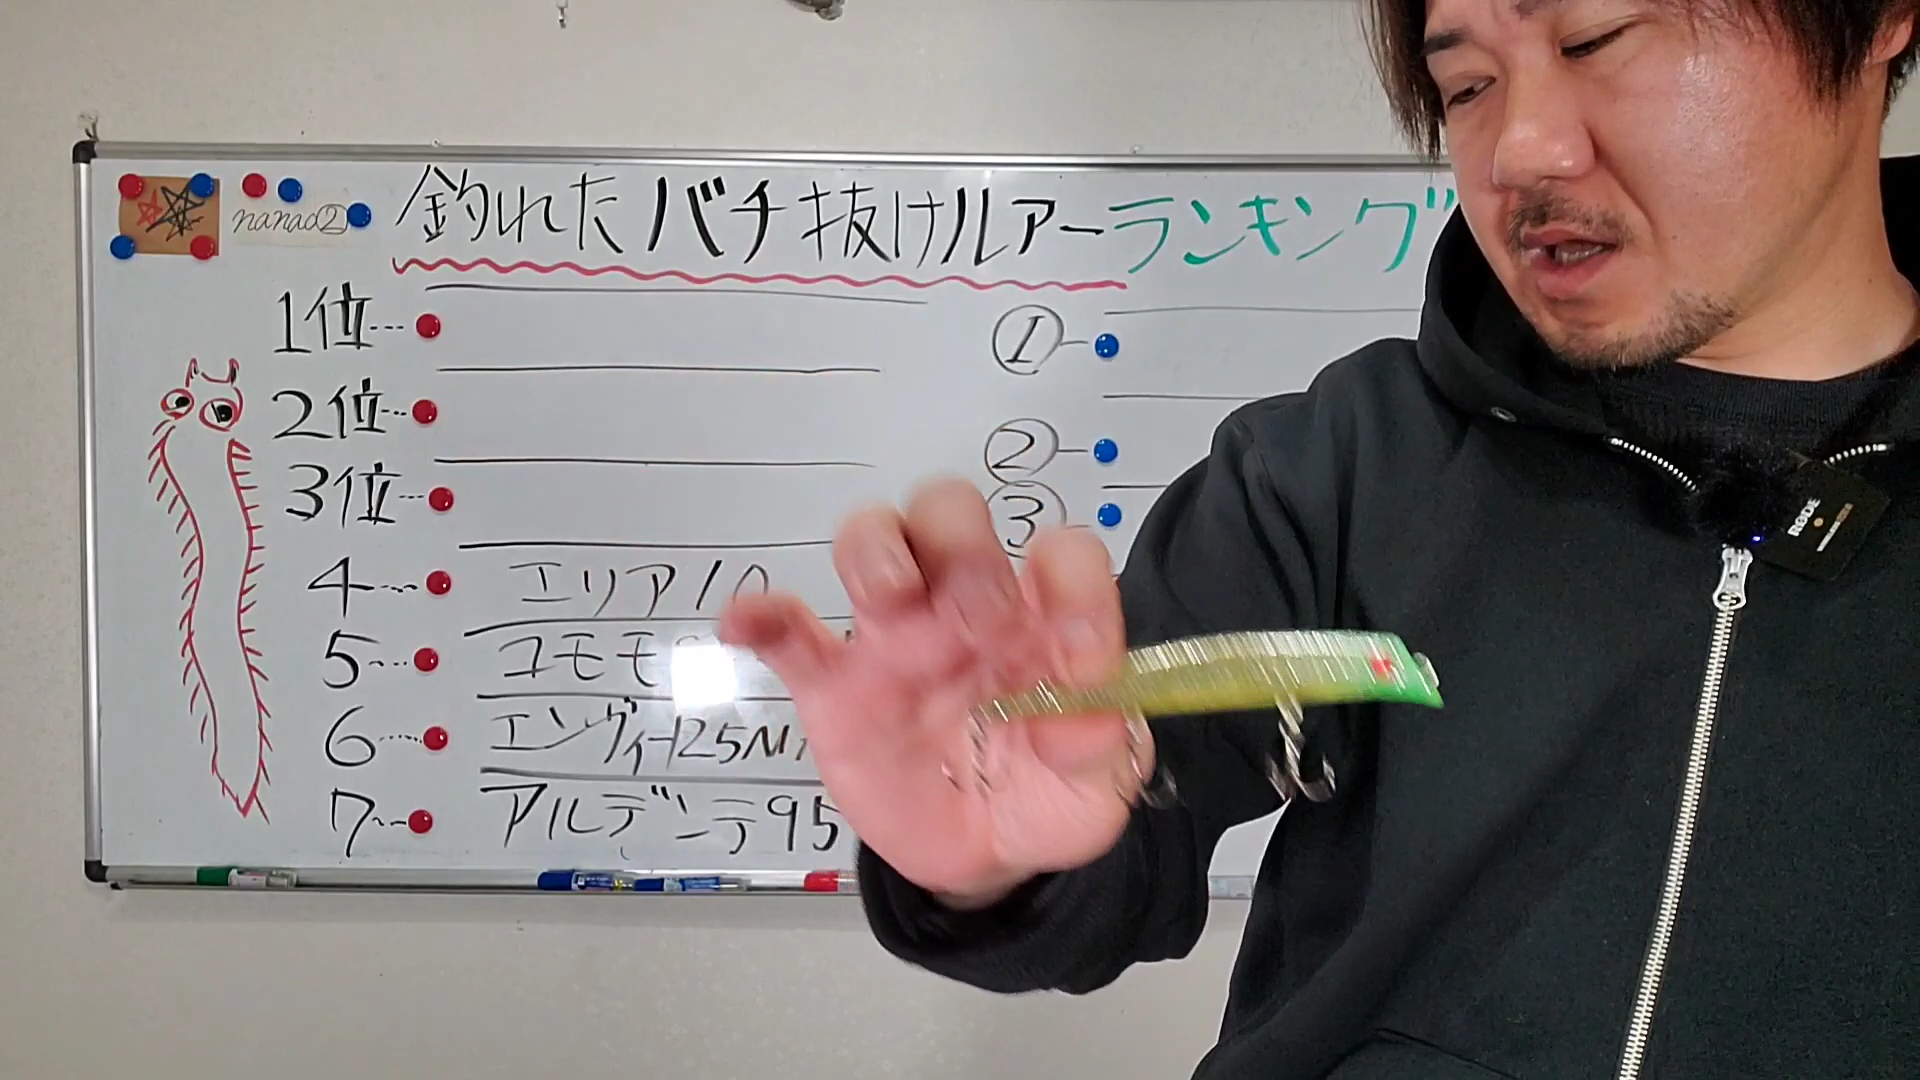 nanao②
釣れたバチ抜けルアーランキング
1位
2位
3位
4 エリア10
5 コモモ
6 エンヴィー125
7 アルデンテ95
①
②
③
RØDE